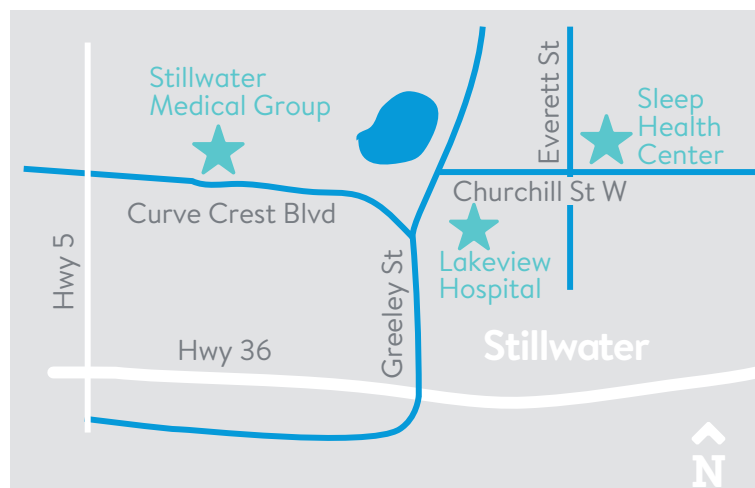 Stillwater
Medical Group
Everett St
Sleep
Health
Center
Churchill St W
Curve Crest Blvd
Hwy 5
Greeley St
Lakeview
Hospital
Hwy 36
Stillwater
N